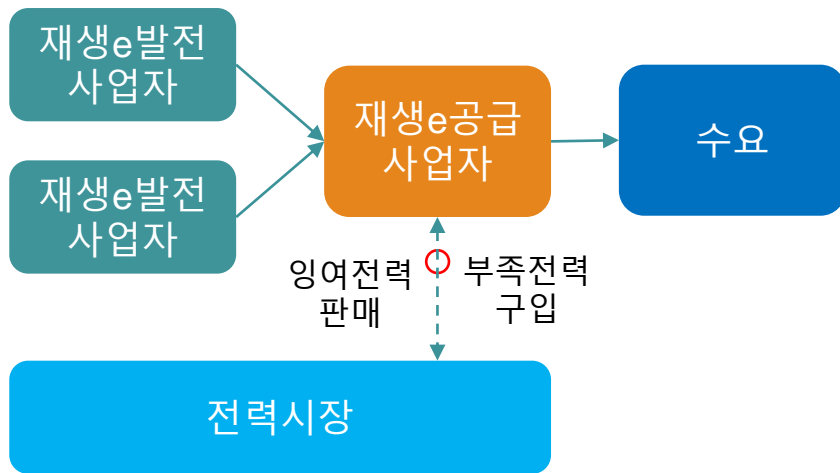 재생e발전
사업자
재생e공급
사업자
수요
재생e발전
사업자
잉여전력
판매
부족전력
구입
전력시장